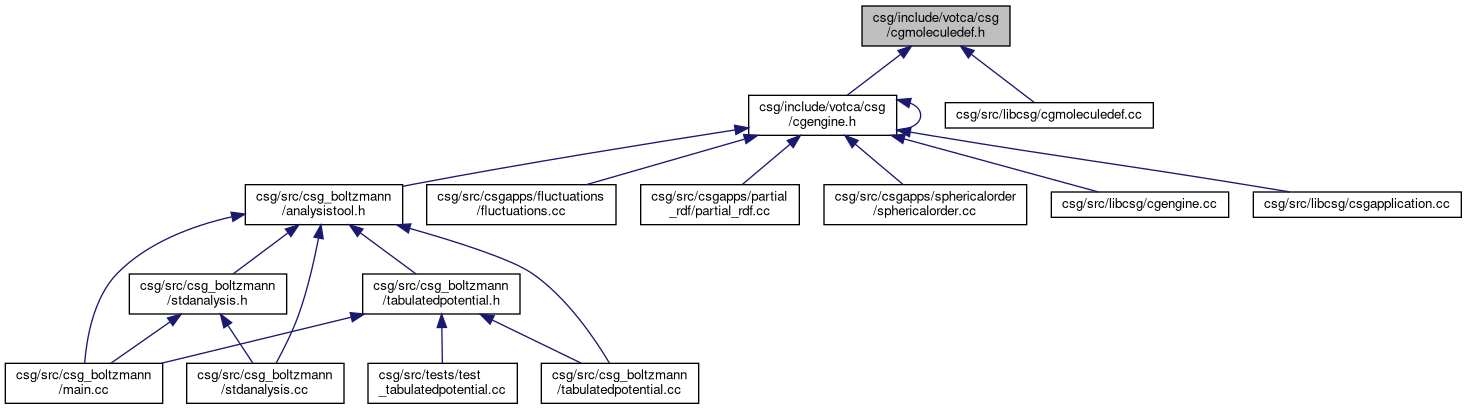 csg/include/votca/csg
/cgmoleculedef.h
csg/include/votca/csg
/cgengine.h
csg/src/libcsg/cgmoleculedef.cc
csg/src/csg_boltzmann
/analysistool.h
csg/src/csgapps/fluctuations
/fluctuations.cc
csg/src/csgapps/partial
_rdf/partial_rdf.cc
csg/src/csgapps/sphericalorder
/sphericalorder.cc
csg/src/libcsg/cgengine.cc
csg/src/libcsg/csgapplication.cc
csg/src/csg_boltzmann
/stdanalysis.h
csg/src/csg_boltzmann
/tabulatedpotential.h
csg/src/csg_boltzmann
/main.cc
csg/src/csg_boltzmann
/stdanalysis.cc
csg/src/tests/test
_tabulatedpotential.cc
csg/src/csg_boltzmann
/tabulatedpotential.cc